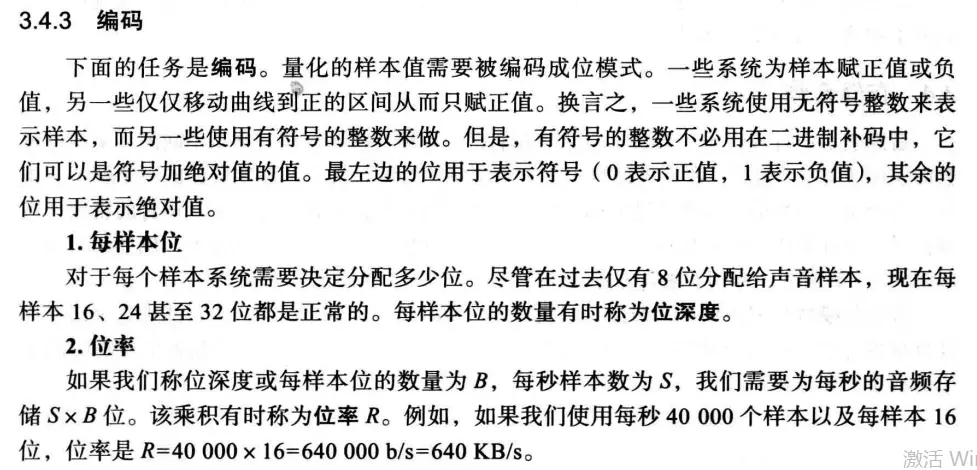 3.4.3 编码
下面的任务是编码。量化的样本值需要被编码成位模式。一些系统为样本赋正值或负
值，另一些仅仅移动曲线到正的区间从而只赋正值。换言之，一些系统使用无符号整数来表
示样本，而另一些使用有符号的整数来做。但是，有符号的整数不必用在二进制补码中，它
们可以是符号加绝对值的值。最左边的位用于表示符号（0 表示正值，1 表示负值），其余的
位用于表示绝对值。
1. 每样本位
对于每个样本系统需要决定分配多少位。尽管在过去仅有 8 位分配给声音样本，现在每
样本 16、24 甚至 32 位都是正常的。每样本位的数量有时称为位深度。
2. 位率
如果我们称位深度或每样本位的数量为 B，每秒样本数为 S，我们需要为每秒的音频存
储 S×B 位。该乘积有时称为位率 R。例如，如果我们使用每秒 40 000 个样本以及每样本 16
位，位率是 R=40 000 × 16=640 000 b/s=640 KB/s。
激活 Wi